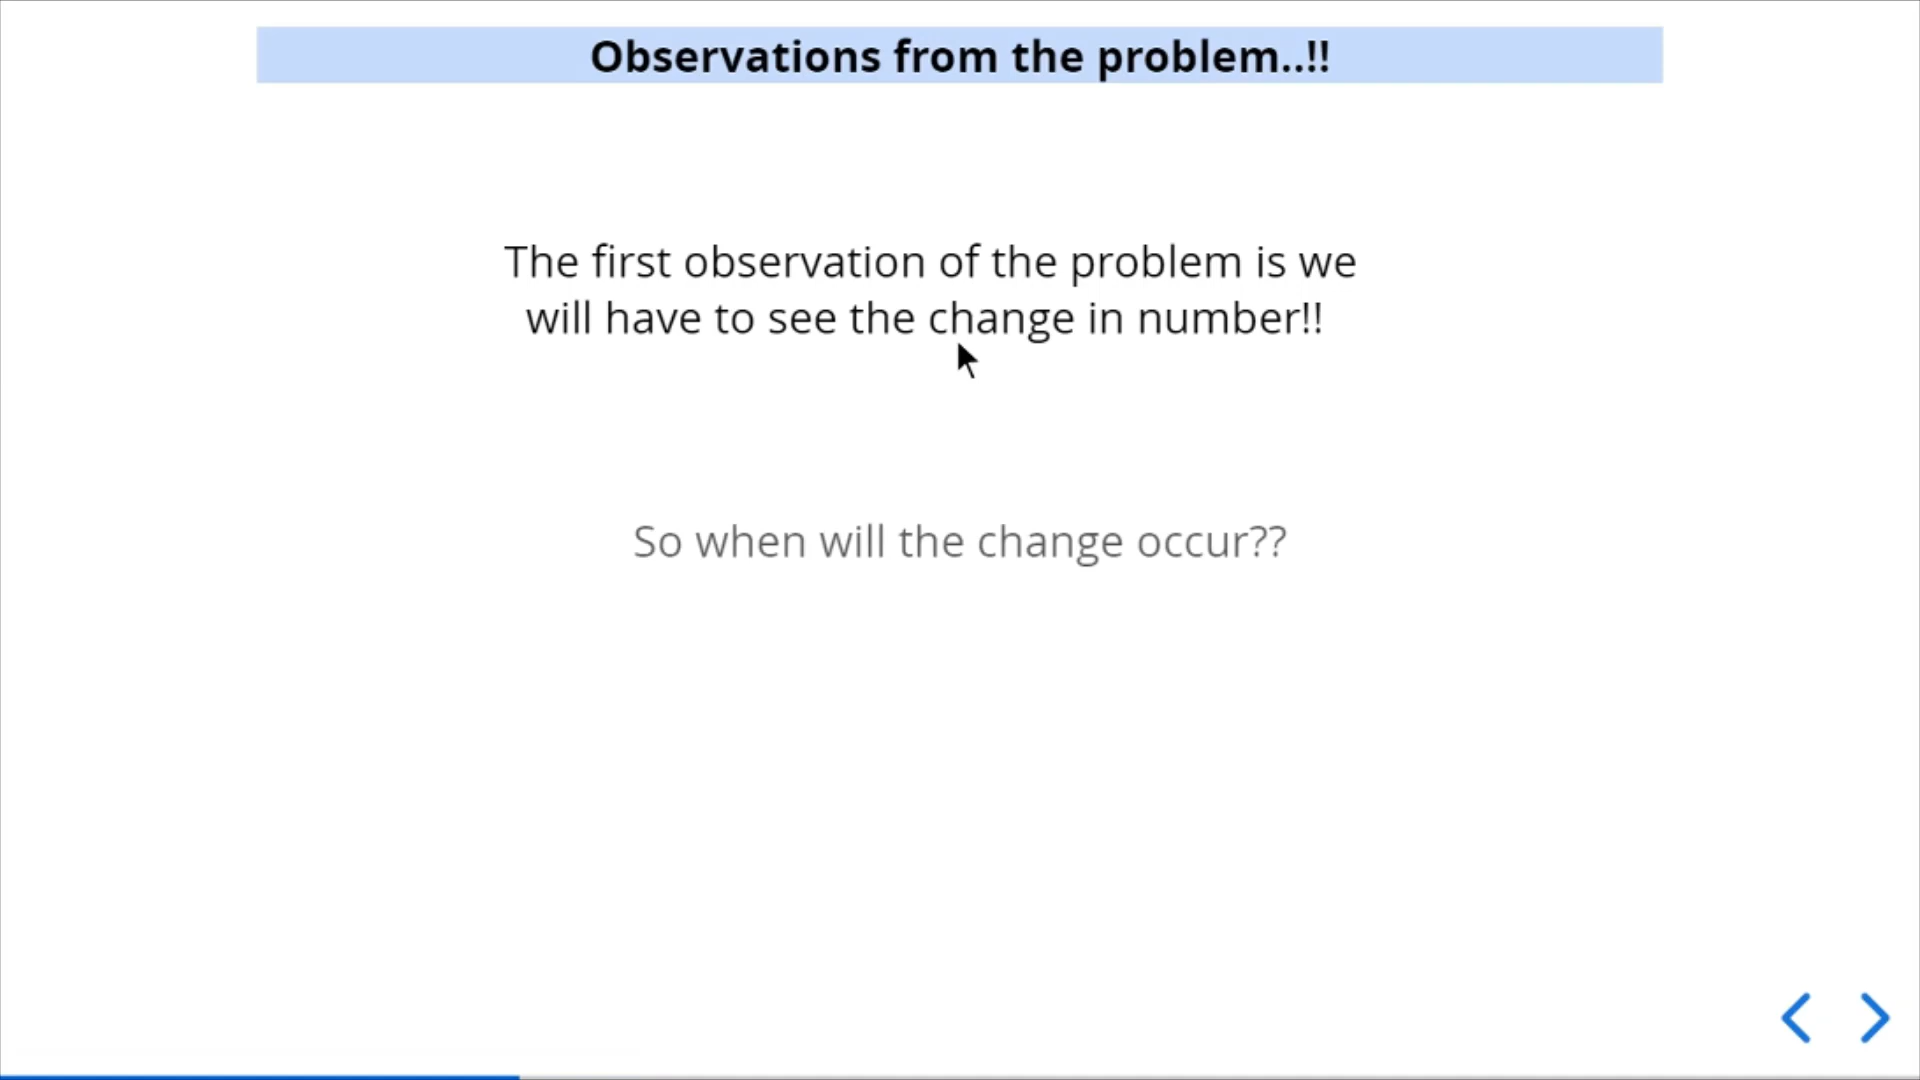 Observations from the problem..!!
The first observation of the problem is we
will have to see the change in number!!
So when will the change occur??